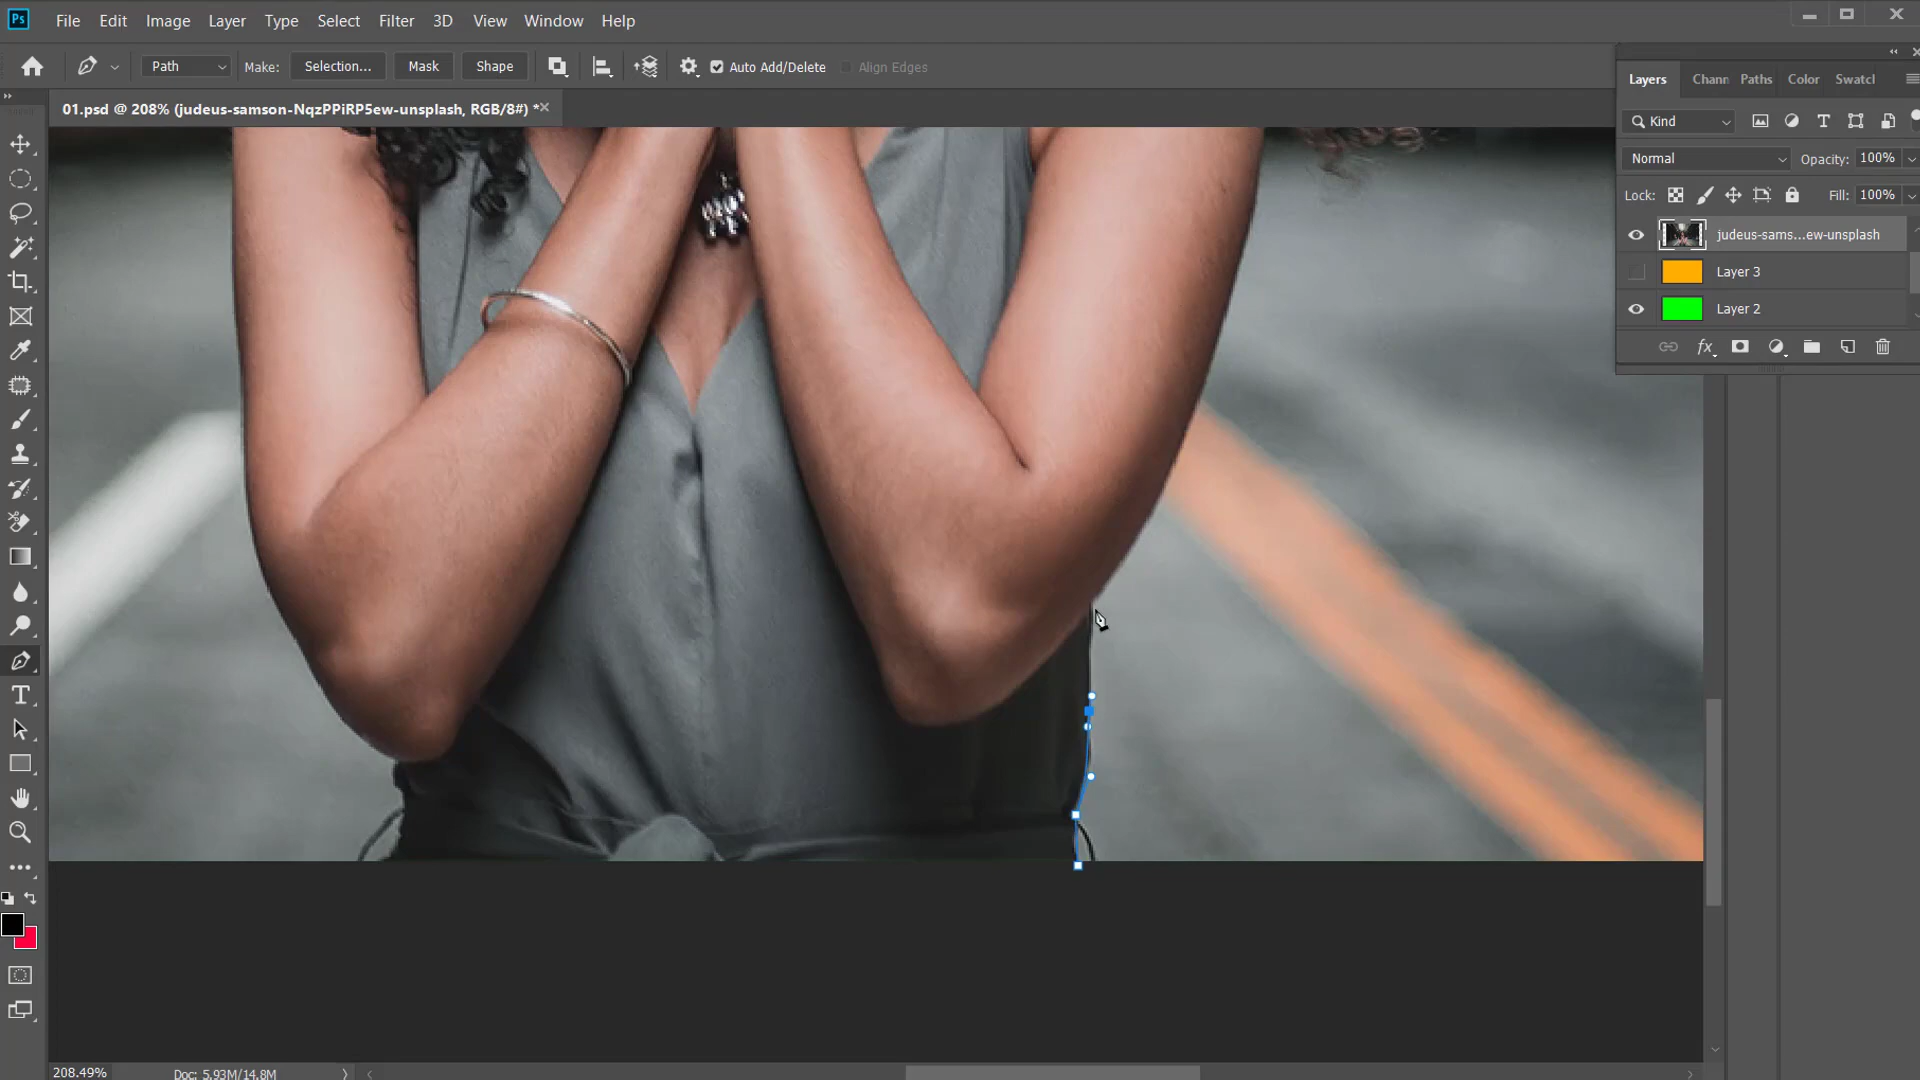 Ps File Edit Image Layer Type Select Filter 3D View Window Help
Path Make: Selection... Mask Shape Auto Add/Delete Align Edges
01.psd @ 208% (judeus-samson-NqzPPiRP5ew-unsplash, RGB/8#) *
Layers Chann Paths Color Swatcl
Kind
Normal Opacity: 100%
Lock: Fill: 100%
judeus-sams...ew-unsplash
Layer 3
Layer 2
fx
208.49% Doc: 5.93M/14.8M